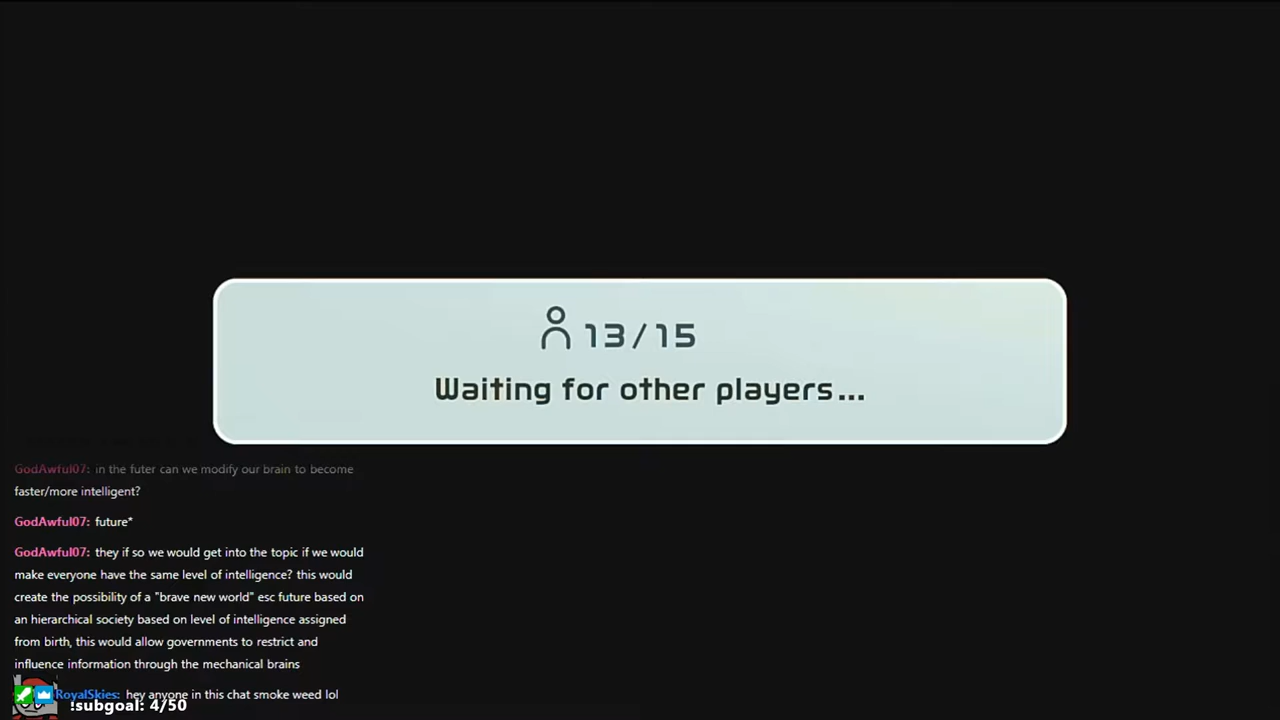 13/15
Waiting for other players...
GodAwful07: in the futer can we modify our brain to become
faster/more intelligent?
GodAwful07: future*
GodAwful07: they if so we would get into the topic if we would
make everyone have the same level of intelligence? this would
create the possibility of a "brave new world" esc future based on
an hierarchical society based on level of intelligence assigned
from birth, this would allow governments to restrict and
influence information through the mechanical brains
RoyalSkies: hey anyone in this chat smoke weed lol
!subgoal: 4/50